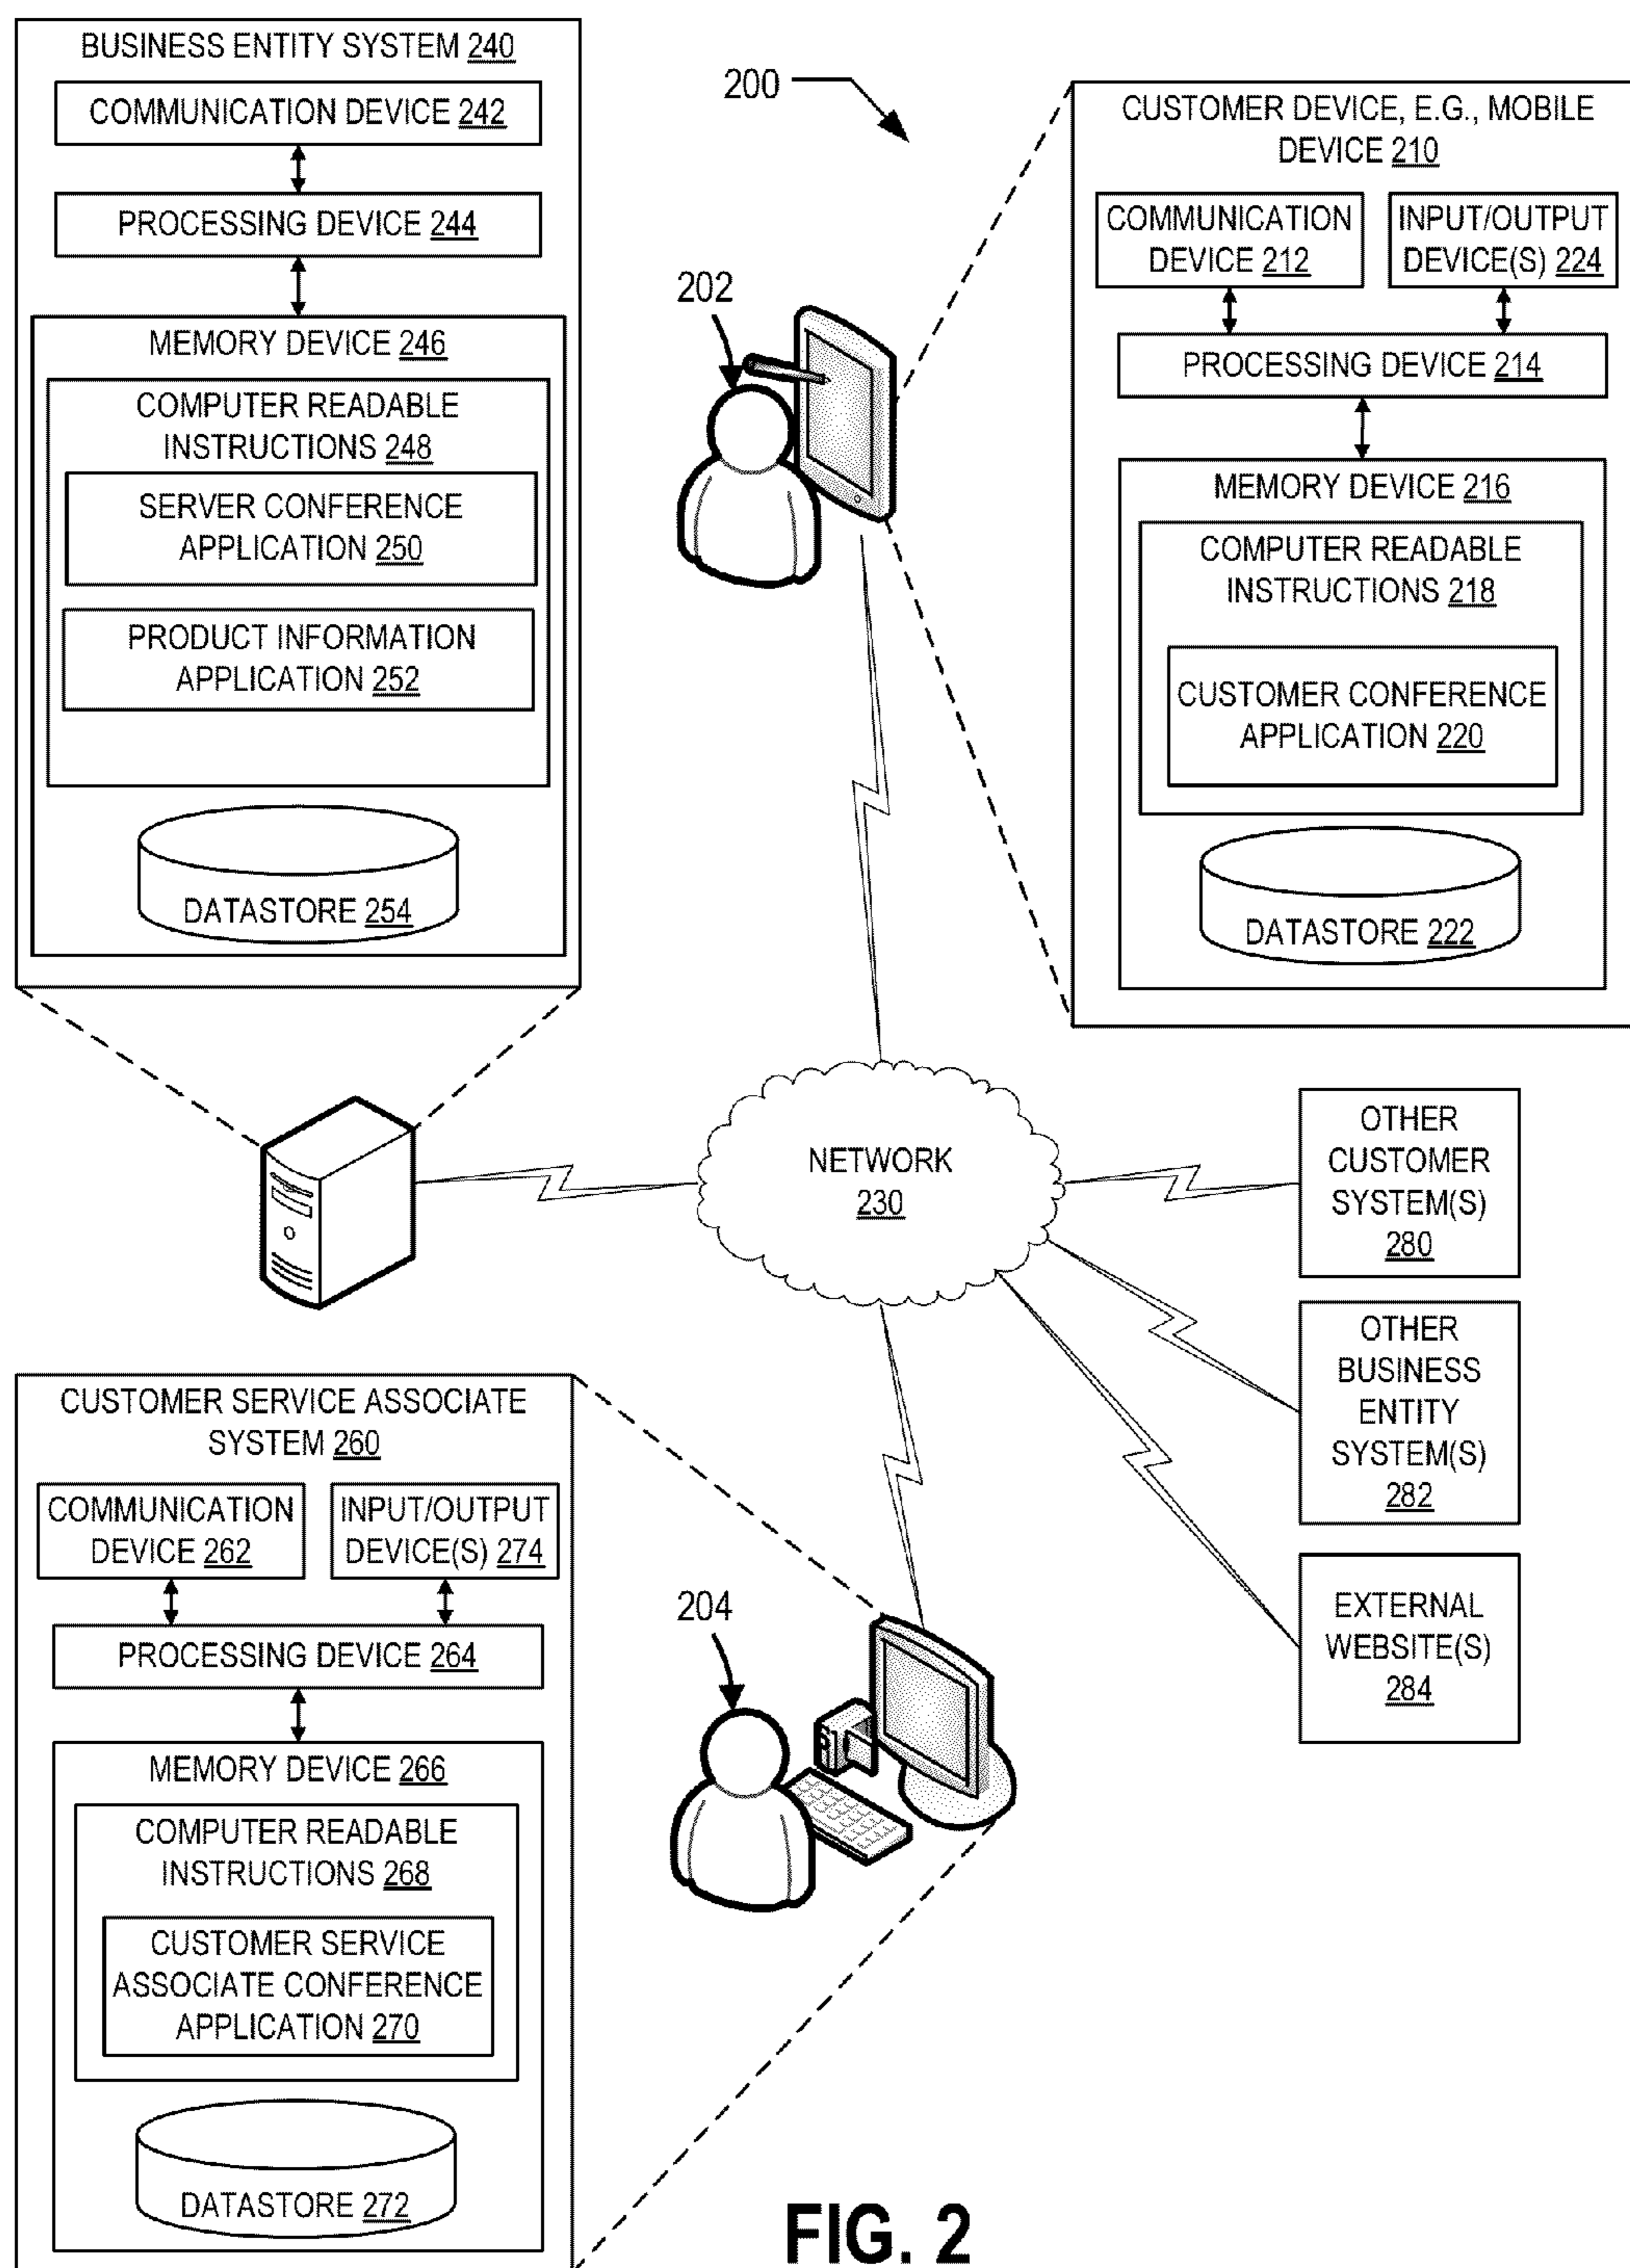 BUSINESS ENTITY SYSTEM 240
COMMUNICATION DEVICE 242
PROCESSING DEVICE 244
MEMORY DEVICE 246
COMPUTER READABLE
INSTRUCTIONS 248
SERVER CONFERENCE
APPLICATION 250
PRODUCT INFORMATION
APPLICATION 252
DATASTORE 254
200
202
CUSTOMER DEVICE, E.G., MOBILE
DEVICE 210
COMMUNICATION
DEVICE 212
INPUT/OUTPUT
DEVICE(S) 224
PROCESSING DEVICE 214
MEMORY DEVICE 216
COMPUTER READABLE
INSTRUCTIONS 218
CUSTOMER CONFERENCE
APPLICATION 220
DATASTORE 222
NETWORK
230
OTHER
CUSTOMER
SYSTEM(S)
280
OTHER
BUSINESS
ENTITY
SYSTEM(S)
282
EXTERNAL
WEBSITE(S)
284
CUSTOMER SERVICE ASSOCIATE
SYSTEM 260
COMMUNICATION
DEVICE 262
INPUT/OUTPUT
DEVICE(S) 274
PROCESSING DEVICE 264
MEMORY DEVICE 266
COMPUTER READABLE
INSTRUCTIONS 268
CUSTOMER SERVICE
ASSOCIATE CONFERENCE
APPLICATION 270
DATASTORE 272
204
FIG. 2